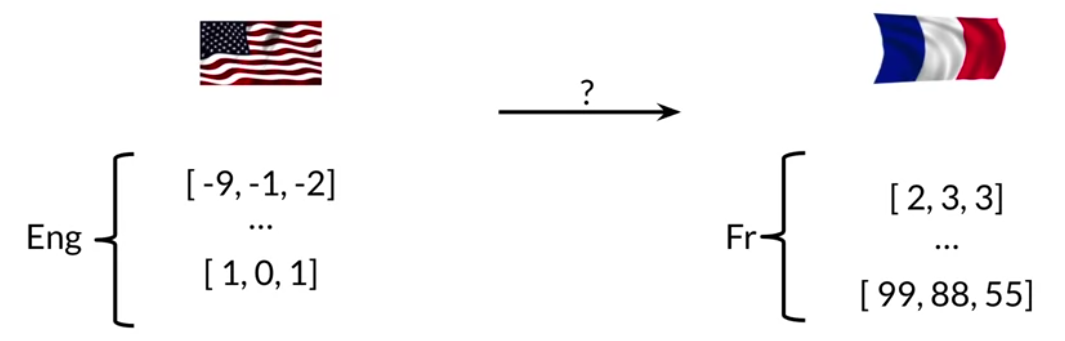 ?
Eng
[ -9, -1, -2]
...
[ 1, 0, 1]
Fr
[ 2, 3, 3]
...
[ 99, 88, 55]